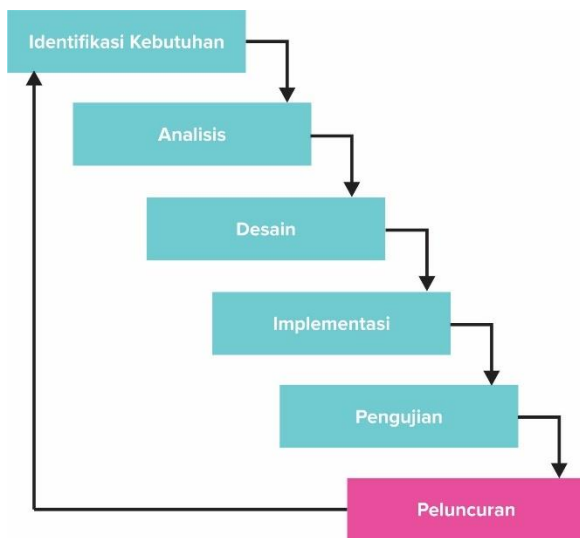 Identifikasi Kebutuhan
Analisis
Desain
Implementasi
Pengujian
Peluncuran